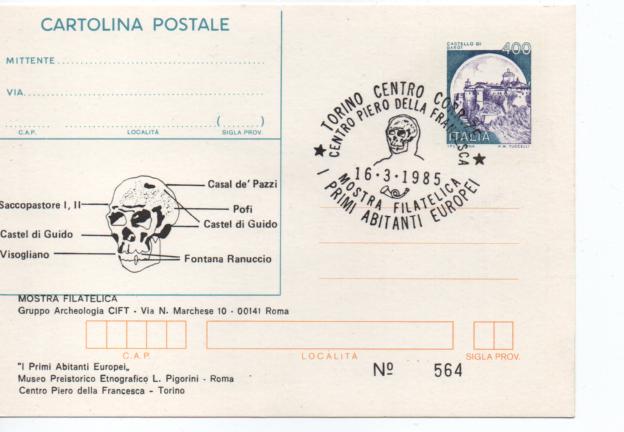 CARTOLINA POSTALE
MITTENTE
VIA
( )
C.A.P. LOCALITÀ SIGLA PROV.
CASTELLO DI
400
ITALIA
TORINO CENTRO
CENTRO PIERO DELLA FRANCESCA
16-3-1985
MOSTRA FILATELICA
I PRIMI ABITANTI EUROPEI
Casal de' Pazzi
Saccopastore I, II
Pofi
Castel di Guido
Castel di Guido
Visogliano
Fontana Ranuccio
MOSTRA FILATELICA
Gruppo Archeologia CIFT - Via N. Marchese 10 - 00141 Roma
C.A.P. LOCALITÀ SIGLA PROV.
"I Primi Abitanti Europei„
Nº 564
Museo Preistorico Etnografico L. Pigorini - Roma
Centro Piero della Francesca - Torino